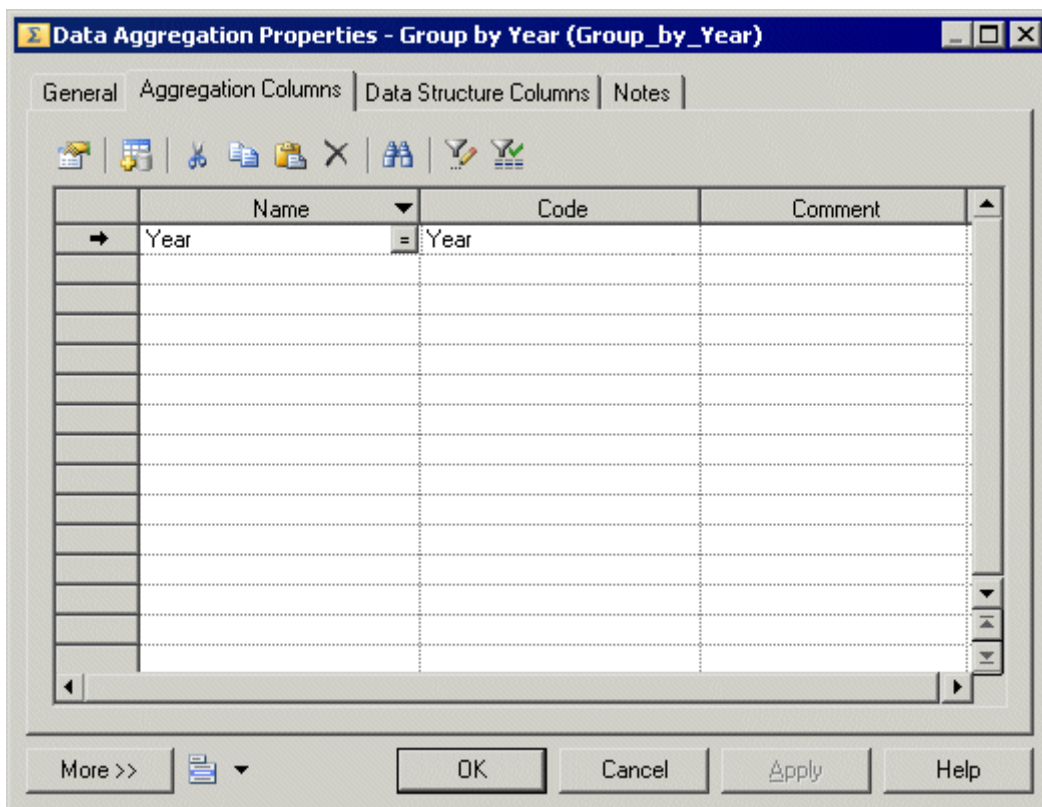 Data Aggregation Properties - Group by Year (Group_by_Year)
General Aggregation Columns Data Structure Columns Notes
Name Code Comment
Year = Year
More >> OK Cancel Apply Help